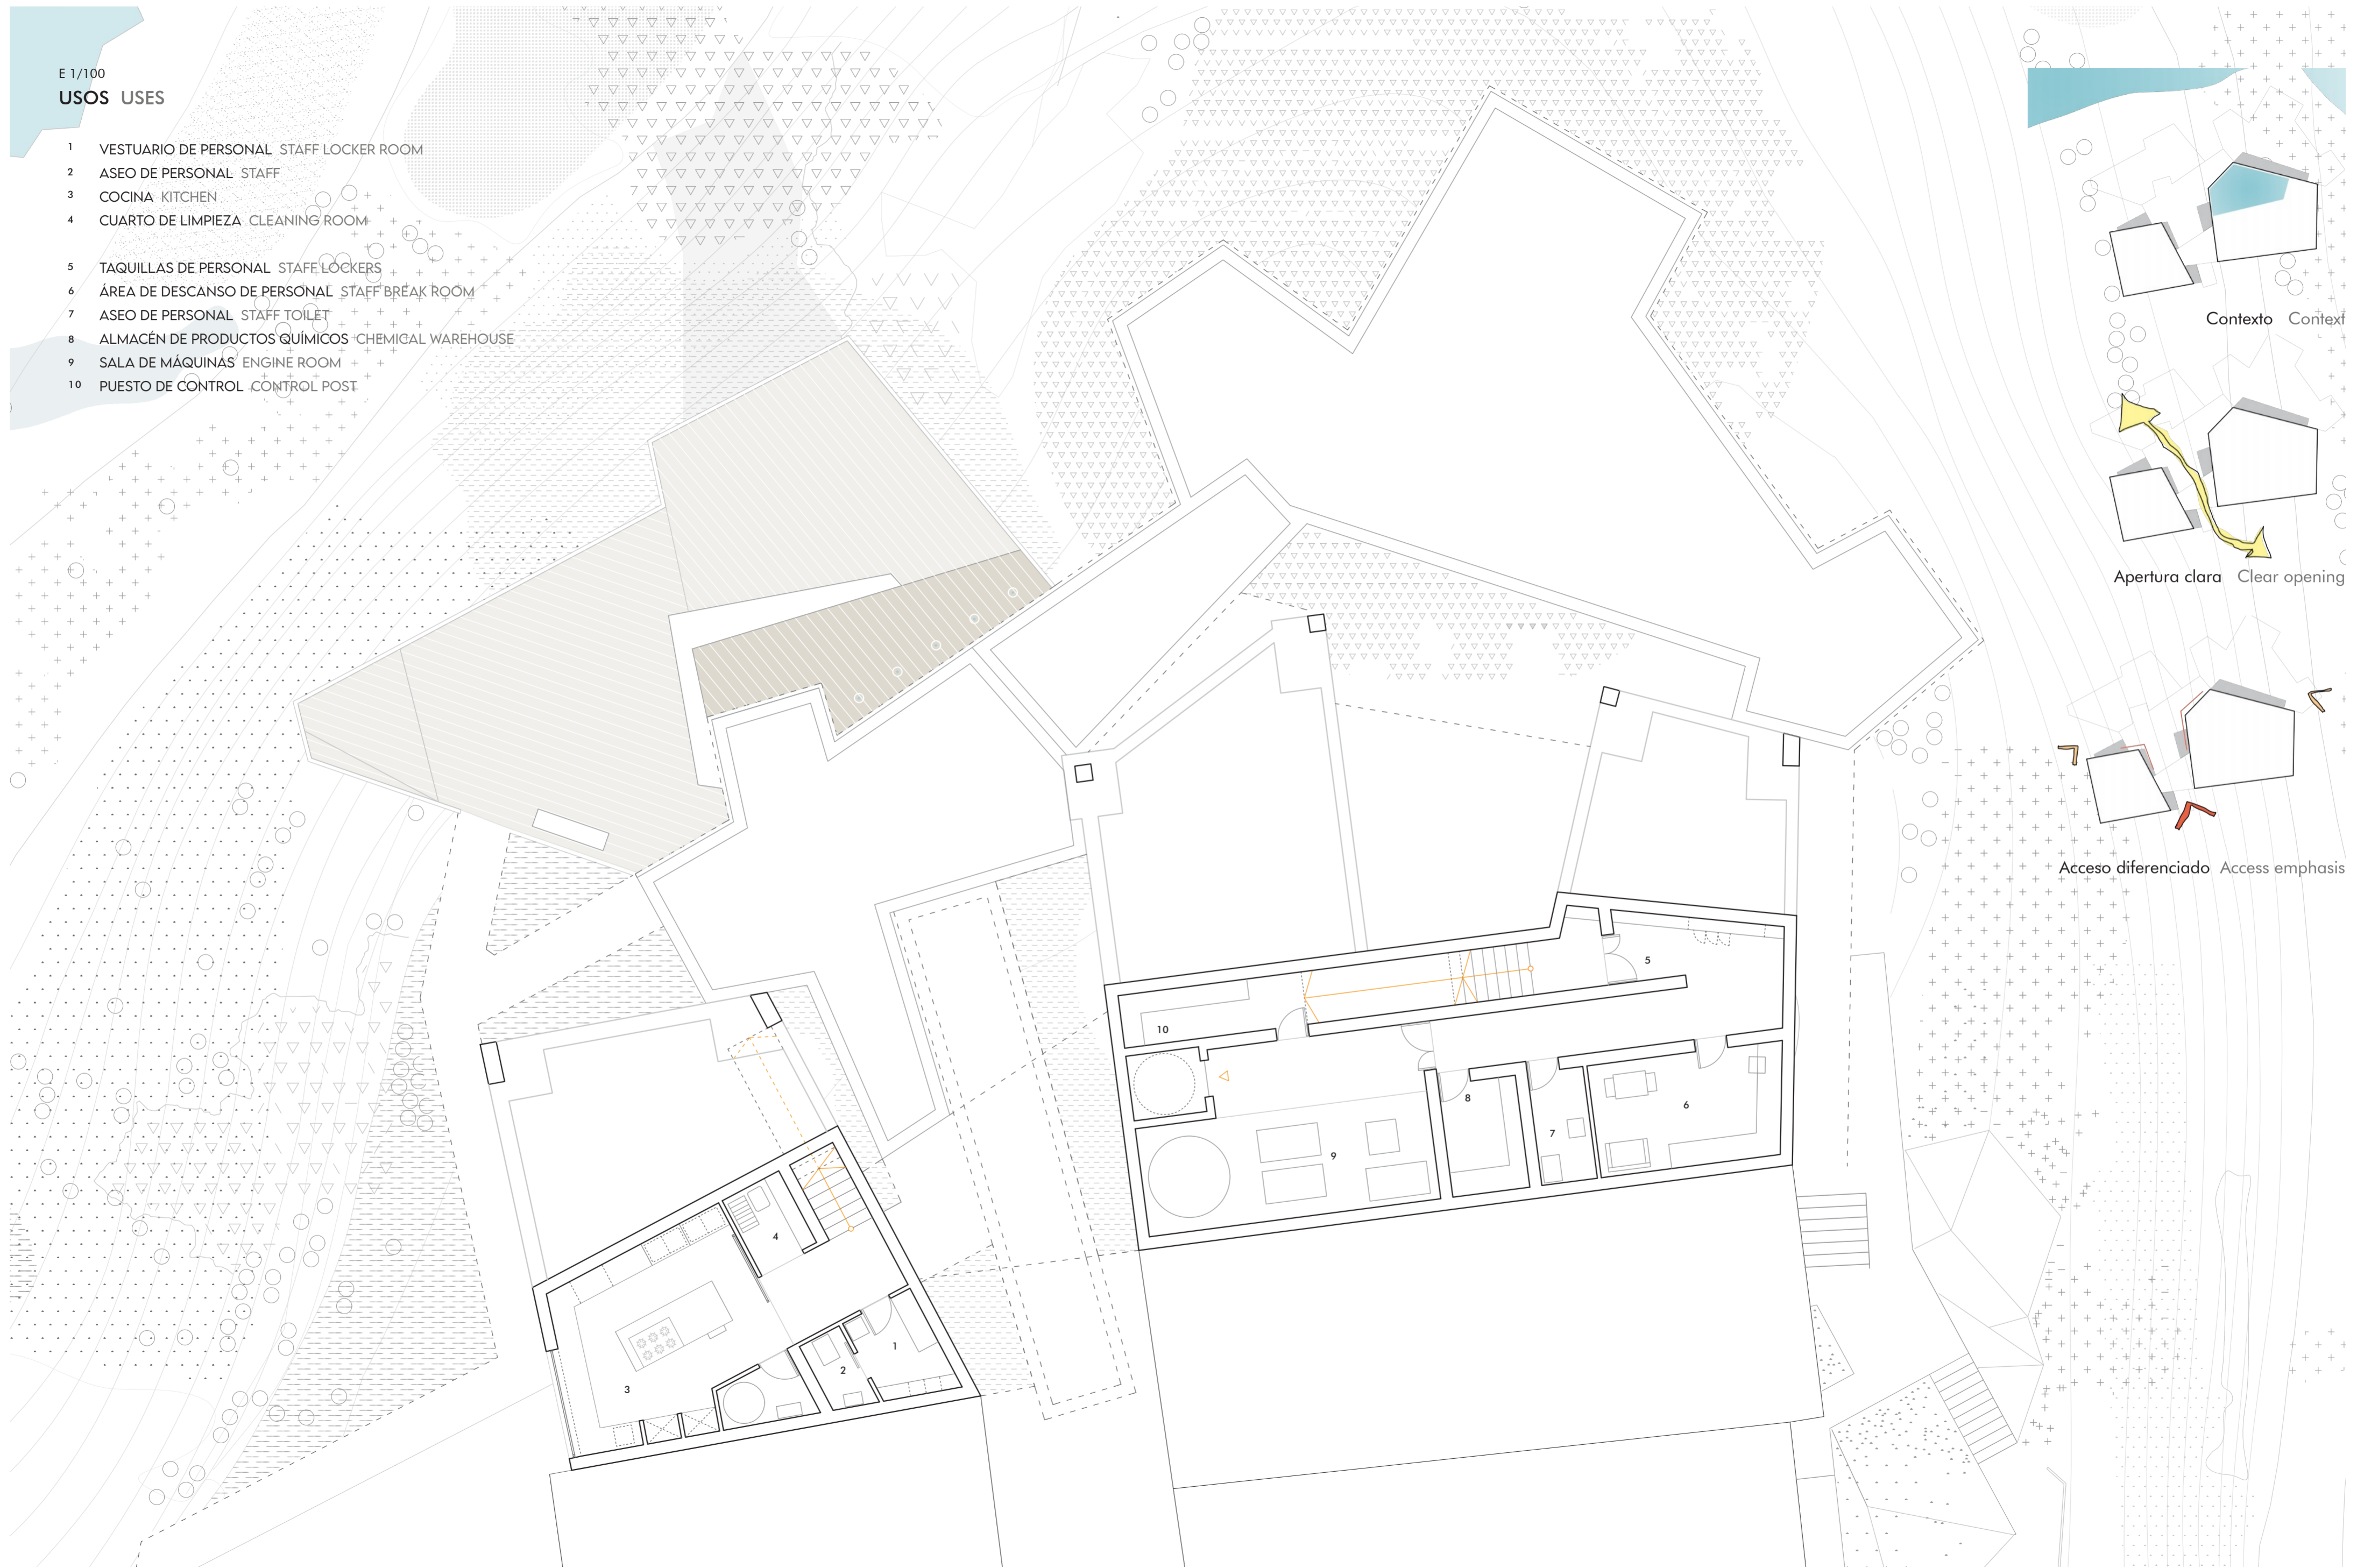 E 1/100
USOS USES
1 VESTUARIO DE PERSONAL STAFF LOCKER ROOM
2 ASEO DE PERSONAL STAFF
3 COCINA KITCHEN
4 CUARTO DE LIMPIEZA CLEANING ROOM
5 TAQUILLAS DE PERSONAL STAFF LOCKERS
6 ÁREA DE DESCANSO DE PERSONAL STAFF BREAK ROOM
7 ASEO DE PERSONAL STAFF TOILET
8 ALMACÉN DE PRODUCTOS QUÍMICOS CHEMICAL WAREHOUSE
9 SALA DE MÁQUINAS ENGINE ROOM
10 PUESTO DE CONTROL CONTROL POST
Contexto Context
Apertura clara Clear opening
Acceso diferenciado Access emphasis
5
10
8
6
7
9
4
1
2
3